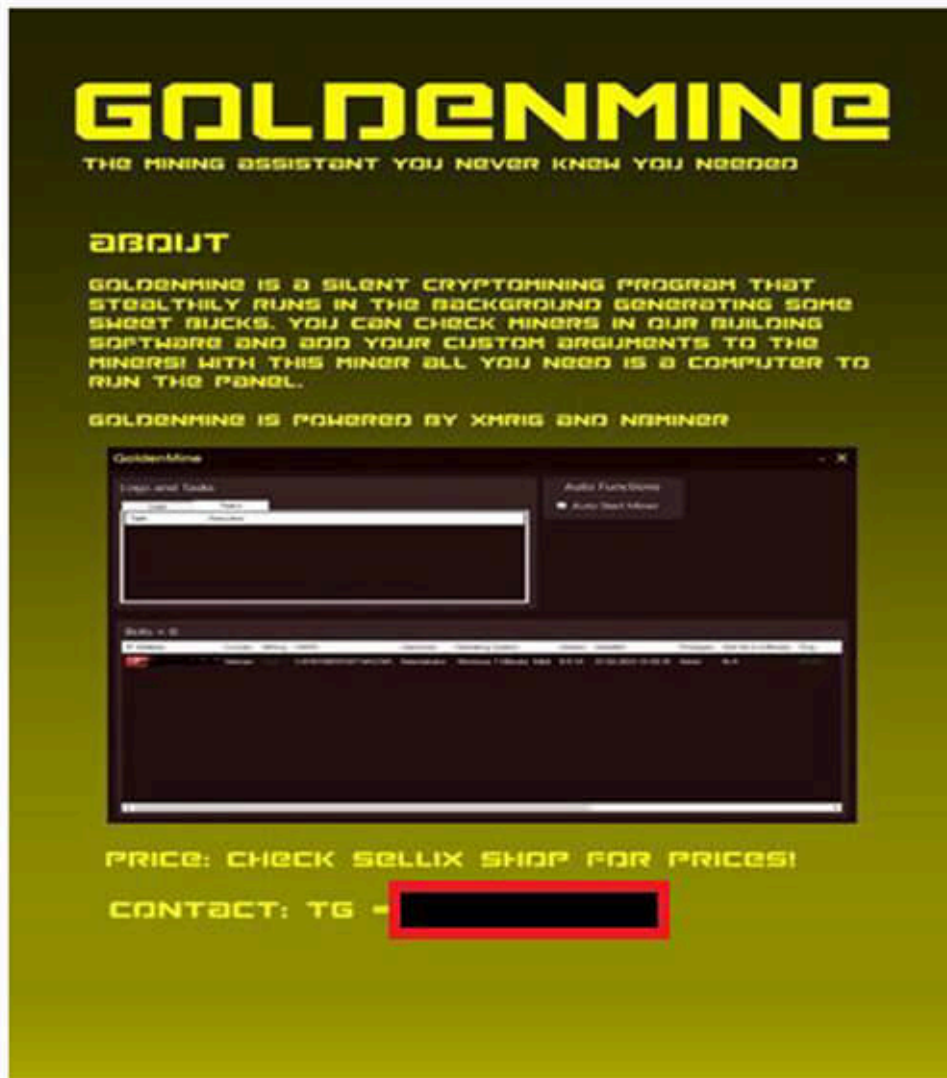 GOLDENMINE
THE MINING ASSISTANT YOU NEVER KNEW YOU NEEDED
ABOUT
GOLDENMINE IS A SILENT CRYPTOMINING PROGRAM THAT
STEALTHILY RUNS IN THE BACKGROUND GENERATING SOME
SWEET BUCKS. YOU CAN CHECK MINERS IN OUR BUILDING
SOFTWARE AND ADD YOUR CUSTOM ARGUMENTS TO THE
MINERS! WITH THIS MINER ALL YOU NEED IS A COMPUTER TO
RUN THE PANEL.
GOLDENMINE IS POWERED BY XMRIG AND NBMINER
GoldenMine
Logs and Tasks
Auto Functions
Logs Tasks
Auto Start Miner
Bots = 0
PRICE: CHECK SELLIX SHOP FOR PRICES!
CONTACT: TG -